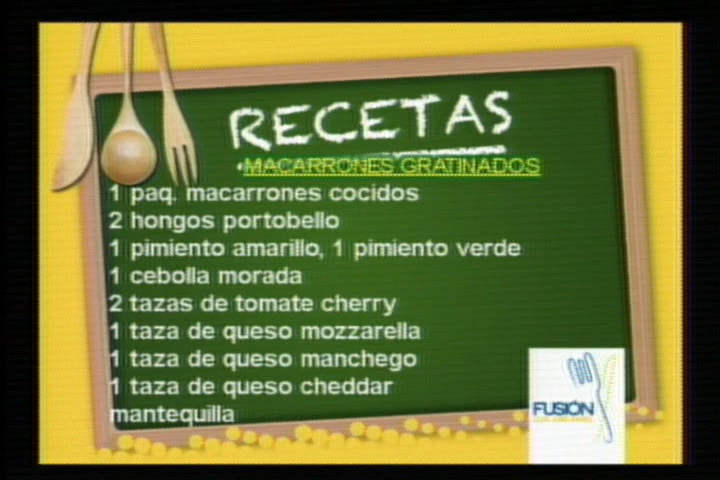 RECETAS
MACARRONES GRATINADOS
1 paq. macarrones cocidos
2 hongos portobello
1 pimiento amarillo, 1 pimiento verde
1 cebolla morada
2 tazas de tomate cherry
1 taza de queso mozzarella
1 taza de queso manchego
1 taza de queso cheddar
mantequilla
FUSIÓN